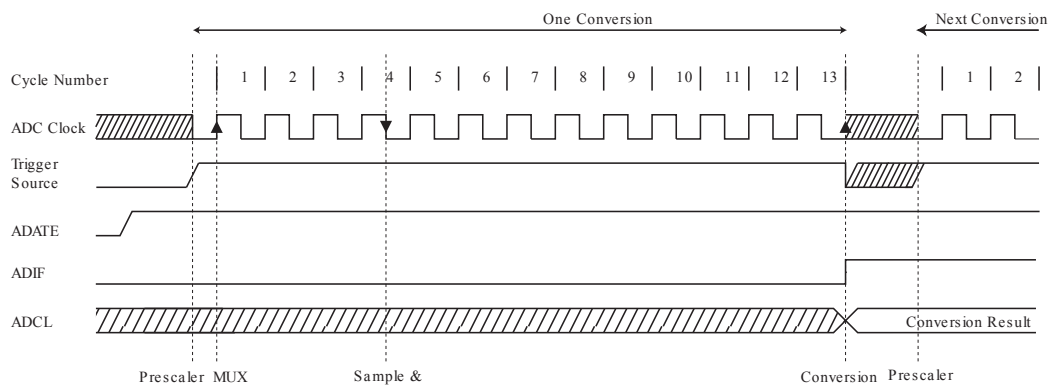 One Conversion Next Conversion
Cycle Number 1 2 3 4 5 6 7 8 9 10 11 12 13 1 2
ADC Clock
Trigger
Source
ADATE
ADIF
ADCL Conversion Result
Prescaler MUX Sample & Conversion Prescaler